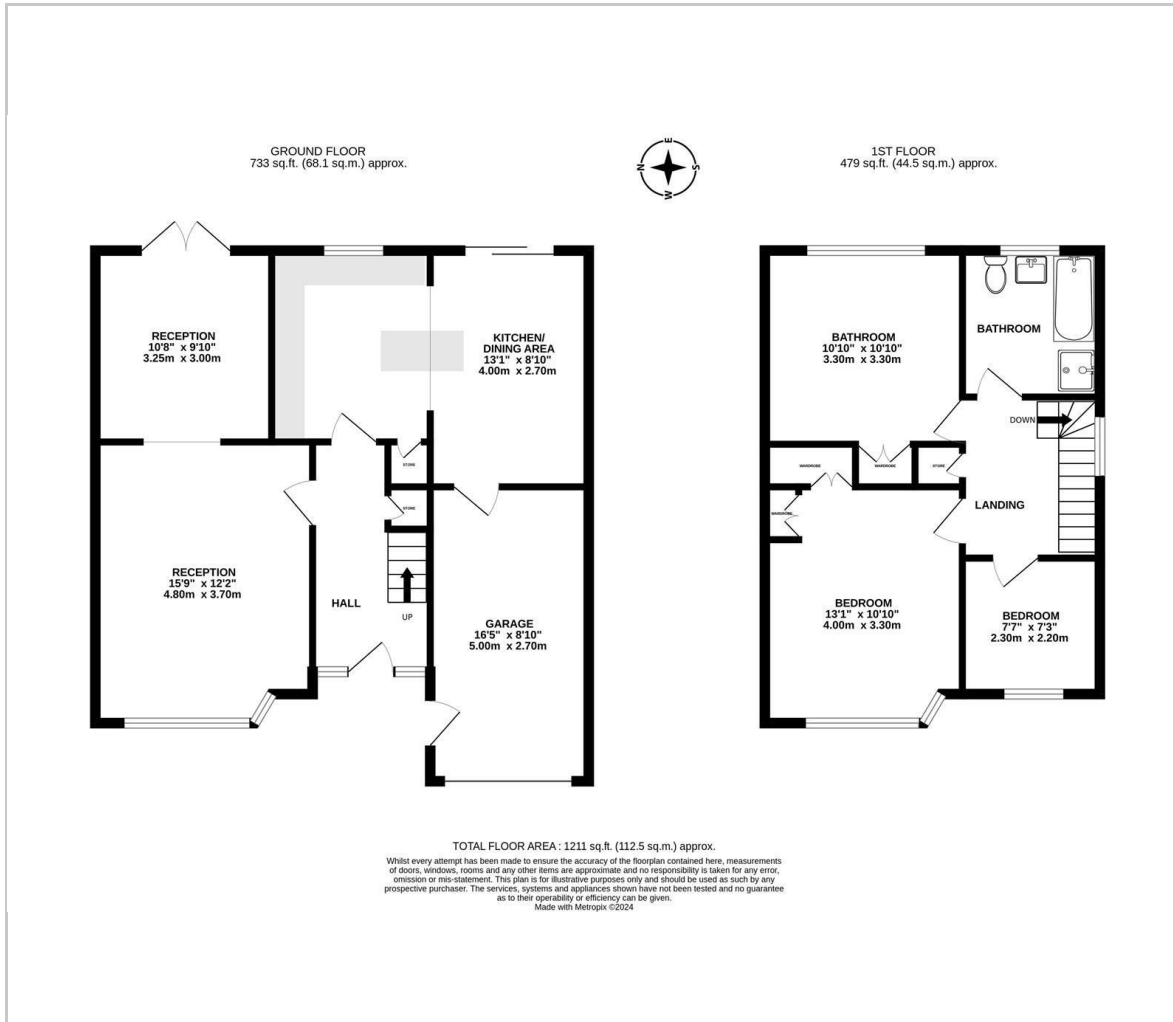 GROUND FLOOR
733 sq.ft. (68.1 sq.m.) approx.
N
E
S
W
1ST FLOOR
479 sq.ft. (44.5 sq.m.) approx.
RECEPTION
10'8" x 9'10"
3.25m x 3.00m
KITCHEN/
DINING AREA
13'1" x 8'10"
4.00m x 2.70m
STORE
STORE
RECEPTION
15'9" x 12'2"
4.80m x 3.70m
HALL
UP
GARAGE
16'5" x 8'10"
5.00m x 2.70m
BATHROOM
10'10" x 10'10"
3.30m x 3.30m
BATHROOM
DOWN
WARDROBE
WARDROBE
STORE
WARDROBE
LANDING
BEDROOM
13'1" x 10'10"
4.00m x 3.30m
BEDROOM
7'7" x 7'3"
2.30m x 2.20m
TOTAL FLOOR AREA : 1211 sq.ft. (112.5 sq.m.) approx.
Whilst every attempt has been made to ensure the accuracy of the floorplan contained here, measurements
of doors, windows, rooms and any other items are approximate and no responsibility is taken for any error,
omission or mis-statement. This plan is for illustrative purposes only and should be used as such by any
prospective purchaser. The services, systems and appliances shown have not been tested and no guarantee
as to their operability or efficiency can be given.
Made with Metropix ©2024